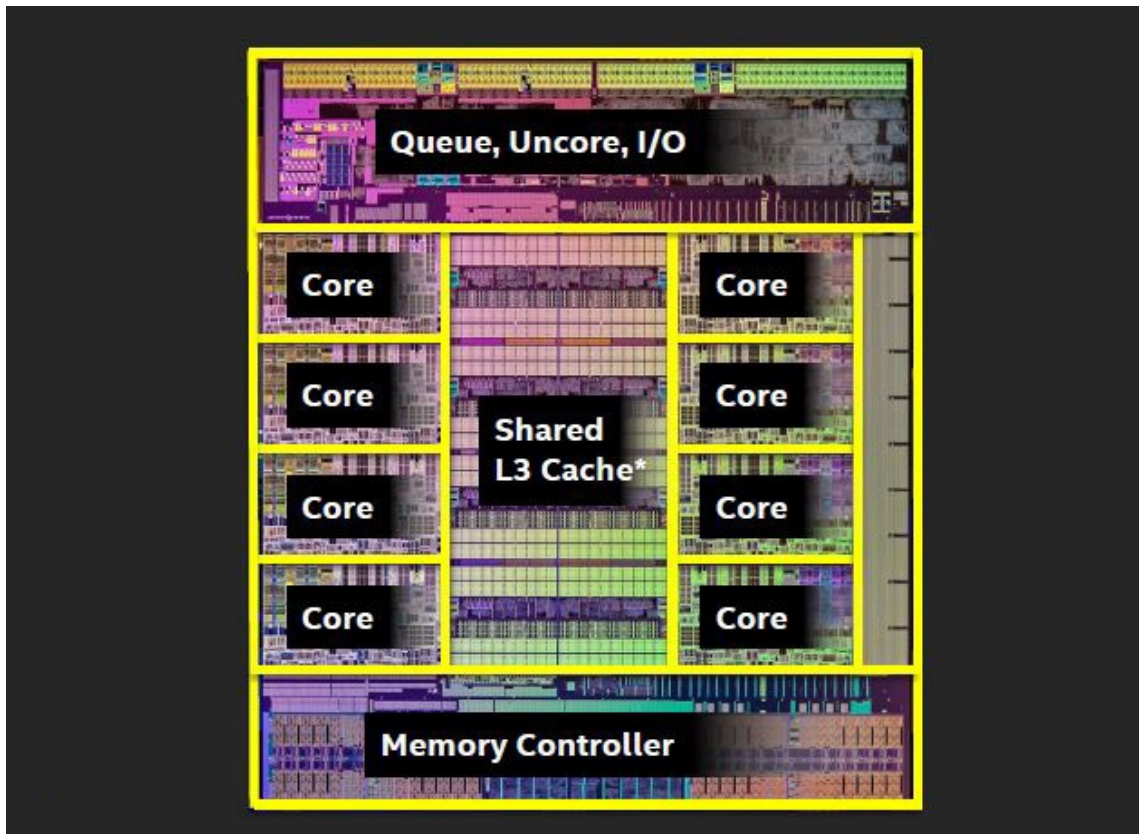 Queue, Uncore, I/O
Core
Core
Core
Core
Shared
L3 Cache*
Core
Core
Core
Core
Memory Controller